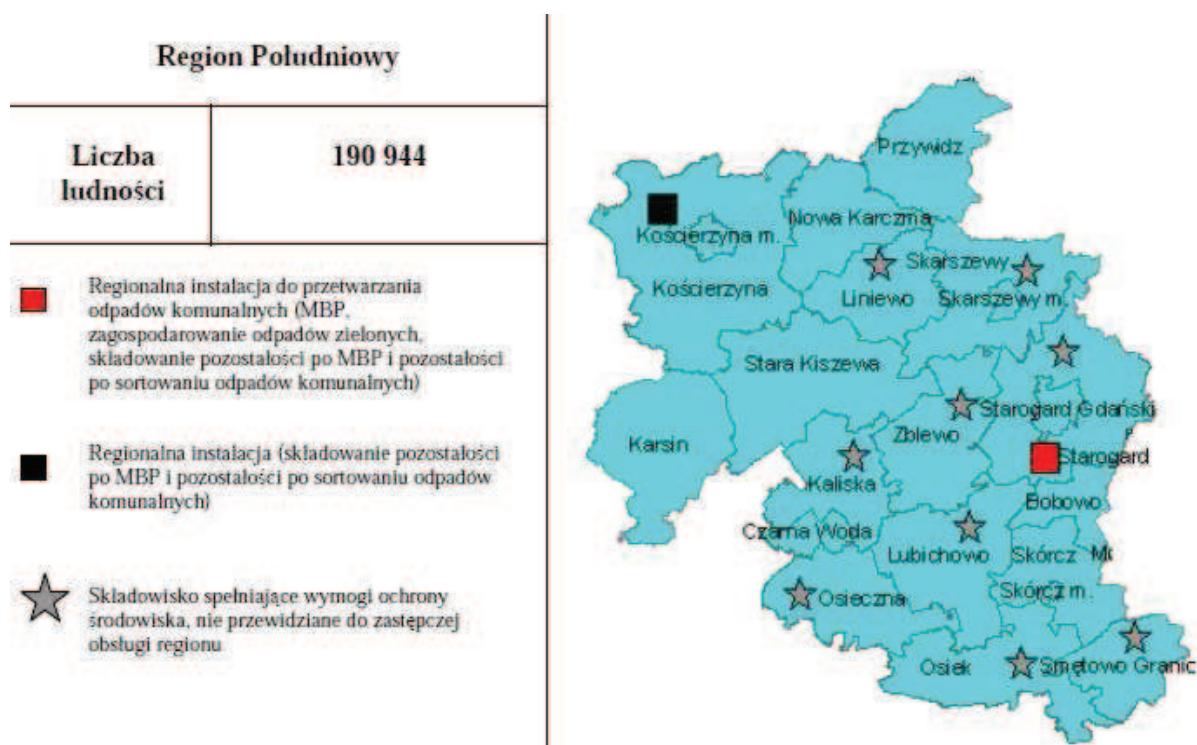 Region Południowy
Liczba
ludności
190 944
Regionalna instalacja do przetwarzania
odpadów komunalnych (MBP,
zagospodarowanie odpadów zielonych,
składowanie pozostałości po MBP i pozostałości
po sortowaniu odpadów komunalnych)
Regionalna instalacja (składowanie pozostałości
po MBP i pozostałości po sortowaniu odpadów
komunalnych)
Składowisko spełniające wymogi ochrony
środowiska, nie przewidziane do zastępczej
obsługi regionu
Przywidz
Nowa Karczma
Kościerzyna m.
Skarszewy
Kościerzyna
Liniewo
Skarszewy m.
Stara Kiszewa
Starogard Gdański
Zblewo
Karsin
Starogard
Kaliska
Bobowo
Czarna Woda
Lubichowo
Skórcz
Mo
Skórcz m.
Osieczna
Osiek
Smętowo Granic